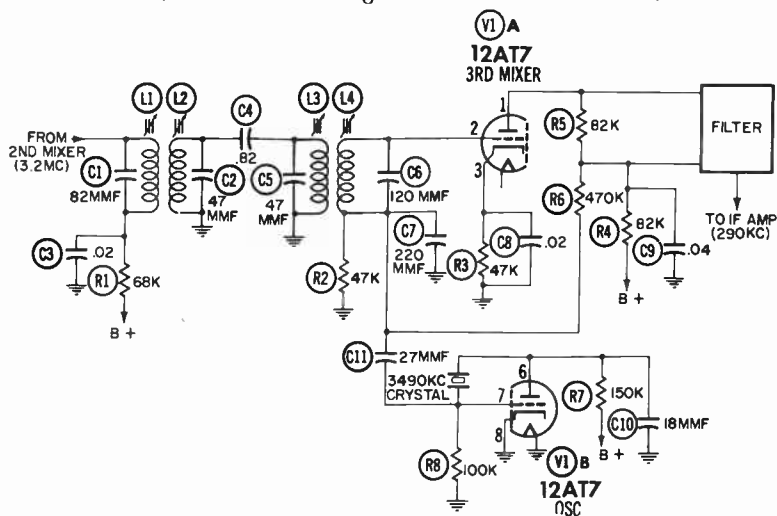 V1 A
12AT7
3RD MIXER
L1
L2
C4
.82
L3
L4
FROM
2ND MIXER
(3.2MC)
C1
82MMF
C2
47
MMF
C5
47
MMF
C6
120 MMF
2
1
3
R5
82K
FILTER
R6
470K
C3
.02
R1
68K
B+
R2
47K
C7
220
MMF
C8
.02
R3
47K
R4
82K
C9
.04
B+
TO IF AMP
(290KC)
C11
27MMF
3490KC
CRYSTAL
6
7
8
R7
150K
B+
C10
18MMF
R8
100K
V1 B
12AT7
OSC